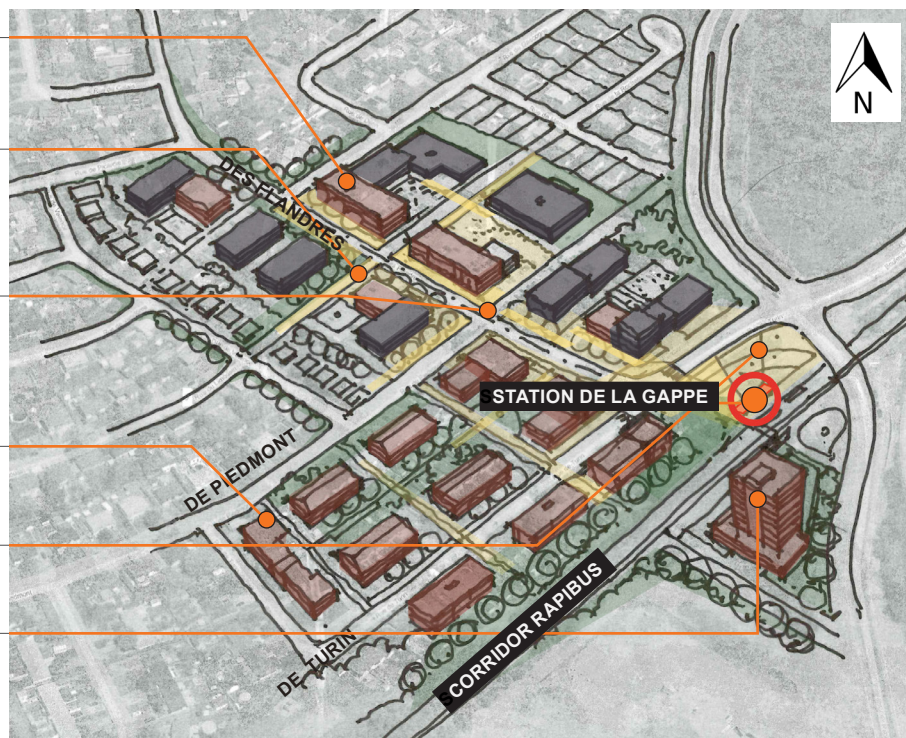 N
DES FLANDRES
STATION DE LA GAPPE
DE PIEDMONT
CORRIDOR RAPIBUS
DE TURIN